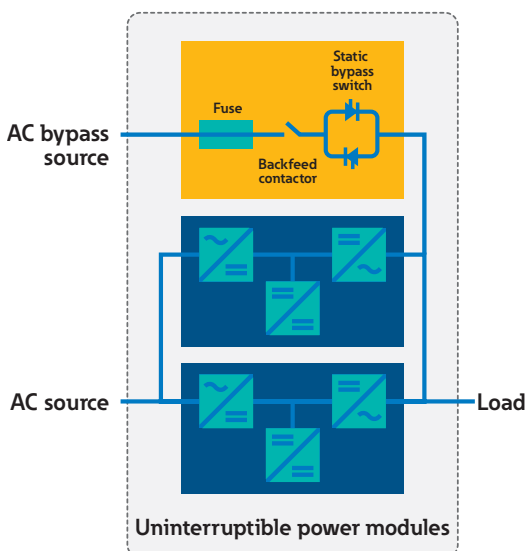 Static
bypass
switch
Fuse
AC bypass
source
Backfeed
contactor
AC source
Load
Uninterruptible power modules